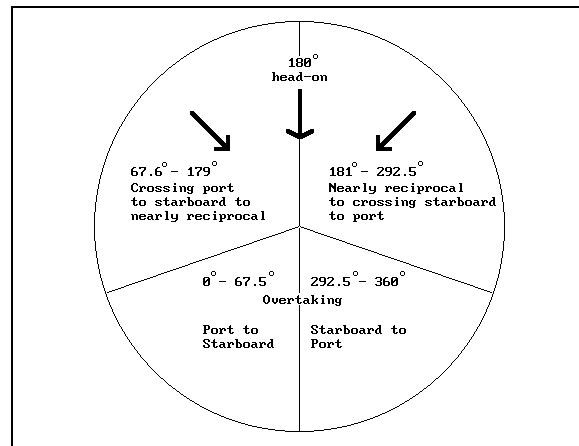 180°
head-on
67.6° - 179°
Crossing port
to starboard to
nearly reciprocal
181° - 292.5°
Nearly reciprocal
to crossing starboard
to port
0° - 67.5°
292.5° - 360°
Overtaking
Port to
Starboard
Starboard to
Port